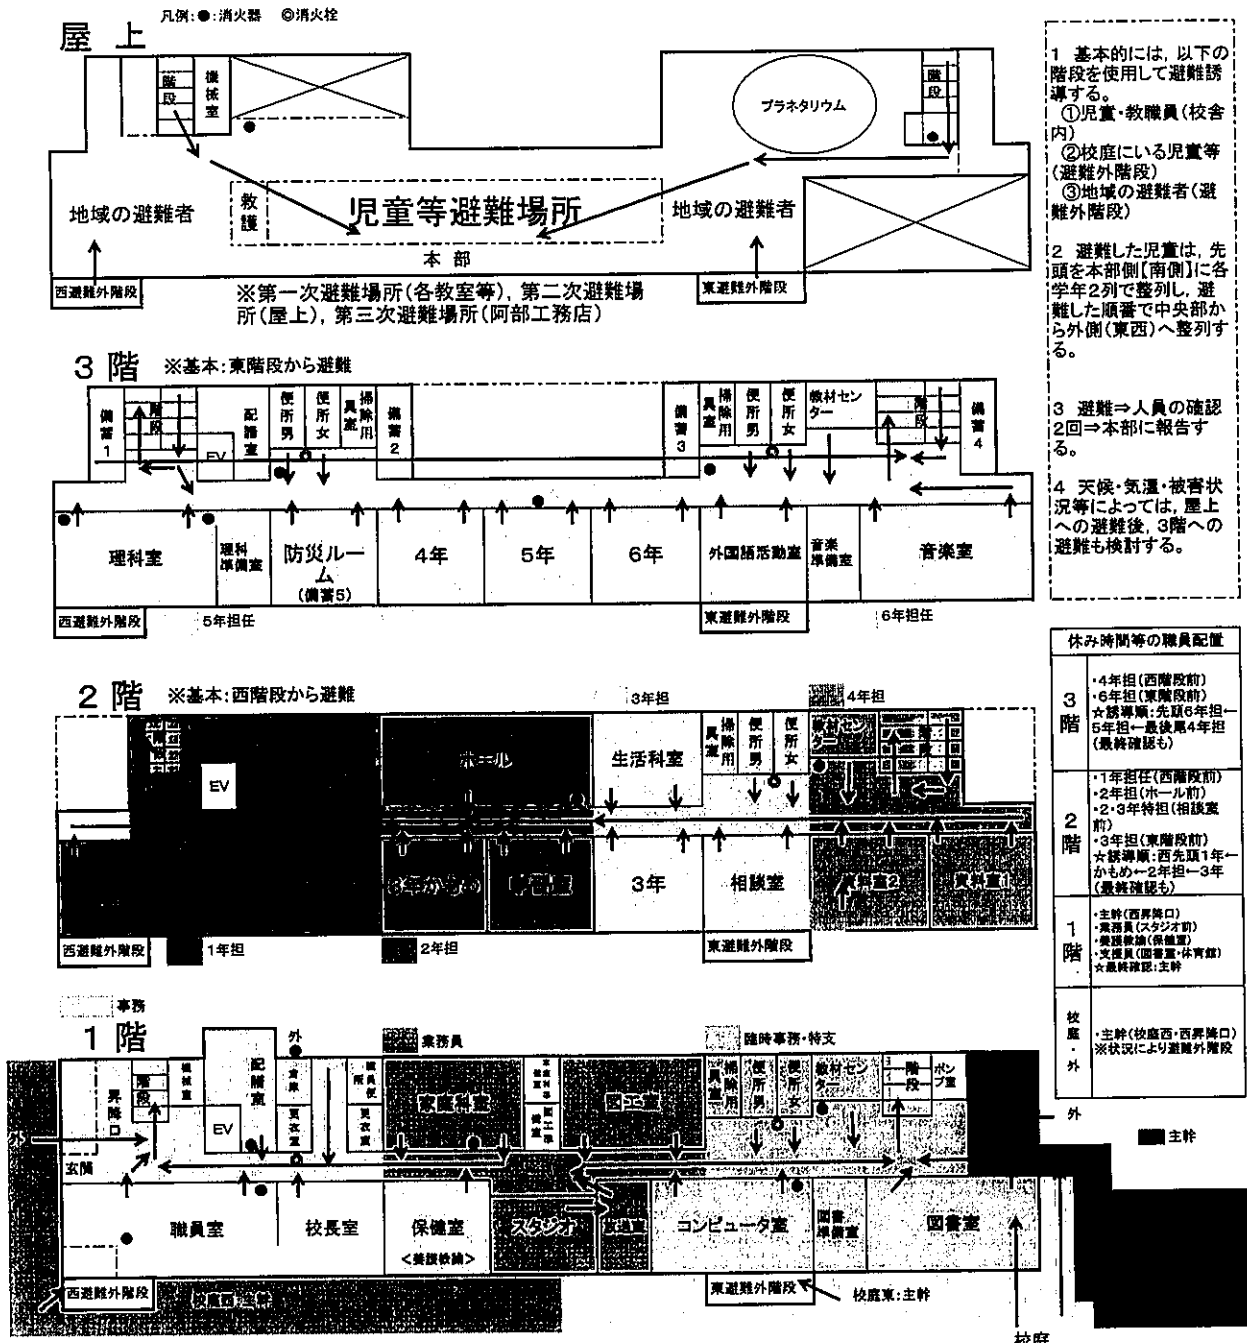 凡例:●:消火器 ◎消火栓
屋上
階段
機械室
プラネタリウム
階段
地域の避難者
救護
児童等避難場所
地域の避難者
本部
西避難外階段
東避難外階段
※第一次避難場所(各教室等), 第二次避難場
所(屋上), 第三次避難場所(阿部工務店)
1 基本的には, 以下の
階段を使用して避難誘
導する。
①児童・教職員(校舎
内)
②校庭にいる児童等
(避難外階段)
③地域の避難者(避
難外階段)
2 避難した児童は, 先
頭を本部側【南側】に各
学年2列で整列し, 避
難した順番で中央部か
ら外側(東西)へ整列す
る。
3 避難⇒人員の確認
2回⇒本部に報告す
る。
4 天候・気温・被害状
況等によっては, 屋上
への避難後, 3階への
避難も検討する。
3階 ※基本:東階段から避難
備蓄1
階段
EV
配膳室
便所男
便所女
掃除用具室
備蓄2
備蓄3
掃除用具室
便所男
便所女
教材センター
階段
備蓄4
理科室
理科準備室
防災ルーム
(備蓄5)
4年
5年
6年
外国語活動室
音楽準備室
音楽室
西避難外階段
5年担任
東避難外階段
6年担任
休み時間等の職員配置
3階
・4年担(西階段前)
・6年担(東階段前)
☆誘導順:先頭6年担←
5年担←最後尾4年担
(最終確認も)
2階
・1年担任(西階段前)
・2年担(ホール前)
・2・3年特担(相談室
前)
・3年担(東階段前)
☆誘導順:西先頭1年←
かもめ←2年担←3年
(最終確認も)
1階
・主幹(西昇降口)
・業務員(スタジオ前)
・養護教諭(保健室)
・支援員(図書室・体育館)
☆最終確認:主幹
校庭・外
・主幹(校庭西・西昇降口)
※状況により避難外階段
2階 ※基本:西階段から避難
3年担
4年担
EV
ホール
生活科室
掃除用具室
便所男
便所女
教材センター
階段
3年
相談室
資料室2
資料室1
西避難外階段
1年担
2年担
東避難外階段
事務
1階
業務員
臨時事務・特支
昇降口
階段
機械室
配膳室
EV
外
倉庫
更衣室
職員便所
更衣室
家庭科室
図工室
掃除用具室
便所男
便所女
教材センター
階段
ポンプ室
外
主幹
外
玄関
職員室
校長室
保健室
<養護教諭>
スタジオ
放送室
コンピュータ室
図書準備室
図書室
西避難外階段
校庭西:主幹
東避難外階段
校庭東:主幹
校庭